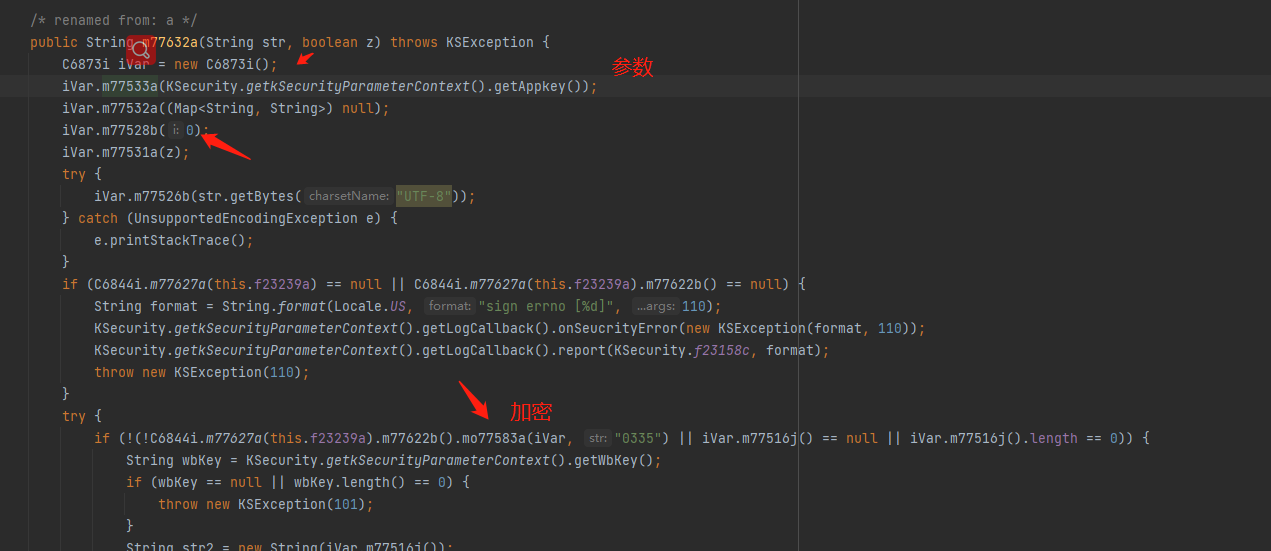 /* renamed from: a */
public String m77632a(String str, boolean z) throws KSException {
C6873i iVar = new C6873i();
参数
iVar.m77533a(KSecurity.getkSecurityParameterContext().getAppkey());
iVar.m77532a((Map<String, String>) null);
iVar.m77528b( i: 0);
iVar.m77531a(z);
try {
iVar.m77526b(str.getBytes( charsetName: "UTF-8"));
} catch (UnsupportedEncodingException e) {
e.printStackTrace();
}
if (C6844i.m77627a(this.f23239a) == null || C6844i.m77627a(this.f23239a).m77622b() == null) {
String format = String.format(Locale.US, format: "sign errno [%d]", ...args: 110);
KSecurity.getkSecurityParameterContext().getLogCallback().onSeucrityError(new KSException(format, 110));
KSecurity.getkSecurityParameterContext().getLogCallback().report(KSecurity.f23158c, format);
throw new KSException(110);
}
加密
try {
if (!(!C6844i.m77627a(this.f23239a).m77622b().mo77583a(iVar, str: "0335") || iVar.m77516j() == null || iVar.m77516j().length == 0)) {
String wbKey = KSecurity.getkSecurityParameterContext().getWbKey();
if (wbKey == null || wbKey.length() == 0) {
throw new KSException(101);
}
String str2 = new String(iVar.m77516j());